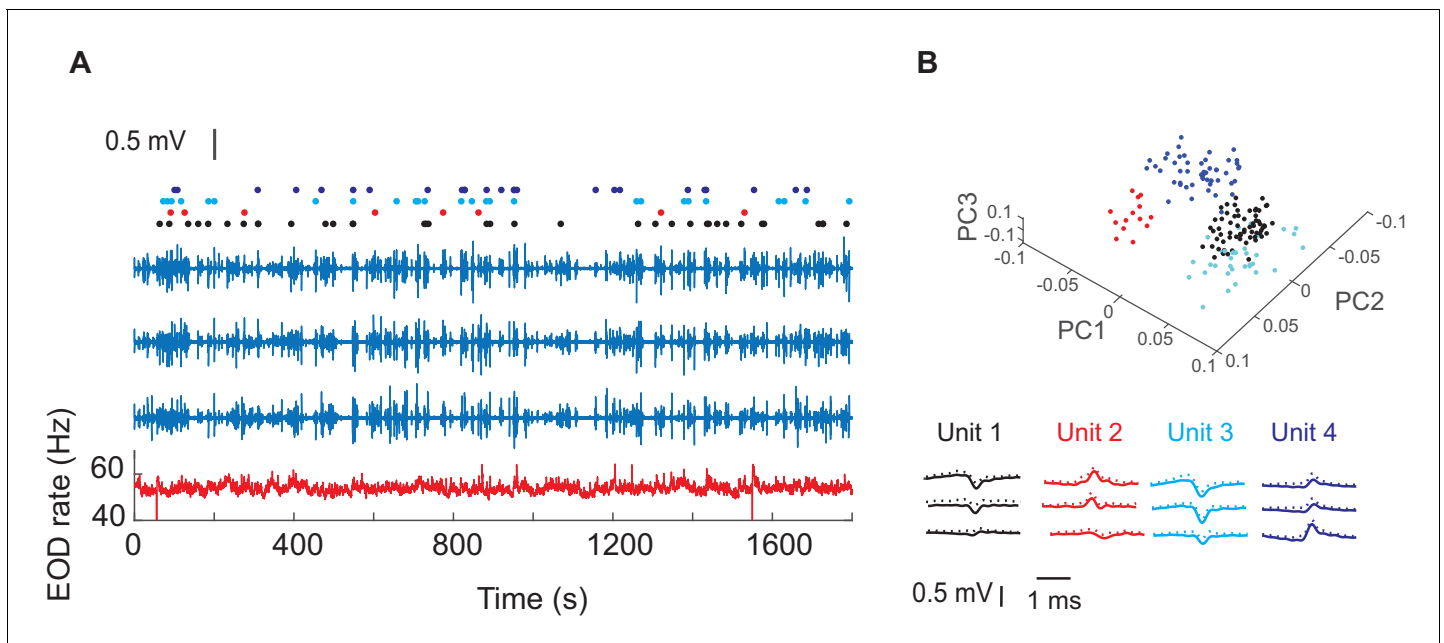 A
0.5 mV
EOD rate (Hz)
60
40
0
400
800
1200
1600
Time (s)
B
PC3
0.1
-0.1
-0.1
-0.05
0
0.05
0.1
PC1
-0.1
-0.05
0
0.05
0.1
PC2
Unit 1 Unit 2 Unit 3 Unit 4
0.5 mV 1 ms